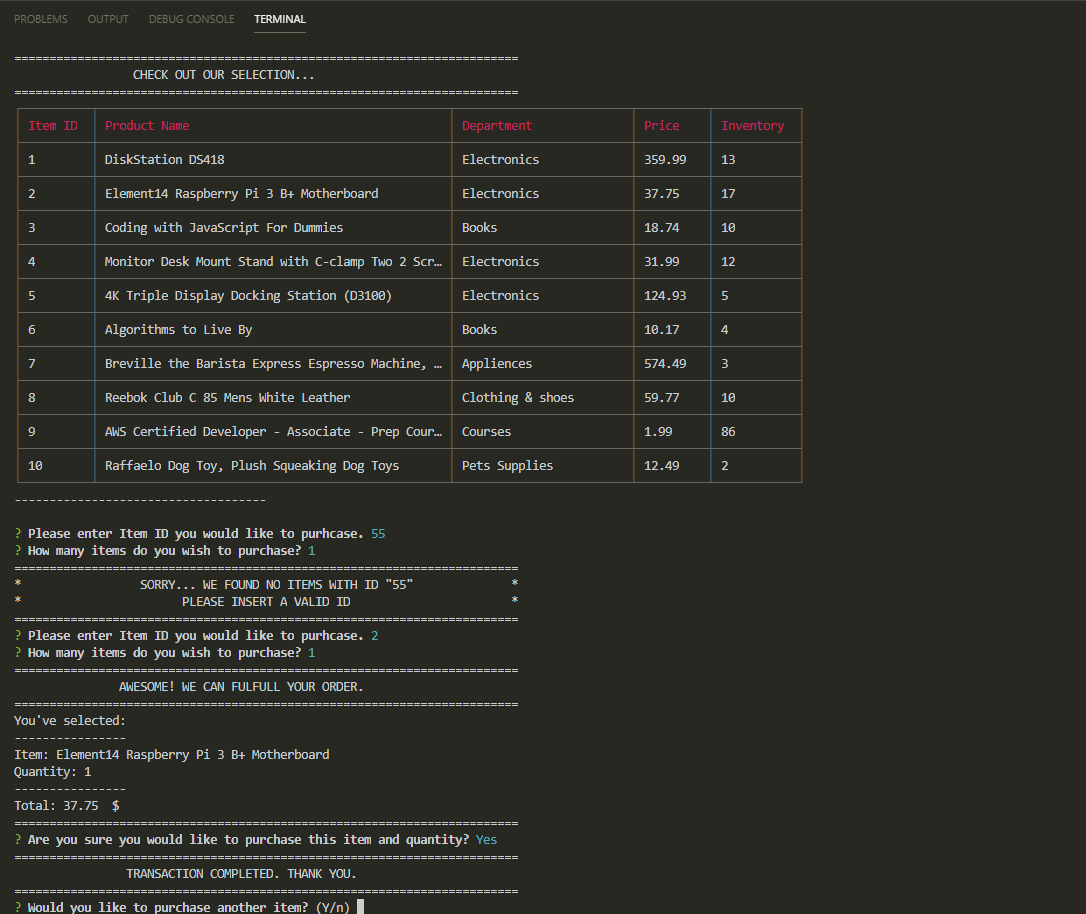 PROBLEMS OUTPUT DEBUG CONSOLE TERMINAL
========================================================================
CHECK OUT OUR SELECTION...
========================================================================
Item ID Product Name Department Price Inventory
1 DiskStation DS418 Electronics 359.99 13
2 Element14 Raspberry Pi 3 B+ Motherboard Electronics 37.75 17
3 Coding with JavaScript For Dummies Books 18.74 10
4 Monitor Desk Mount Stand with C-clamp Two 2 Scr… Electronics 31.99 12
5 4K Triple Display Docking Station (D3100) Electronics 124.93 5
6 Algorithms to Live By Books 10.17 4
7 Breville the Barista Express Espresso Machine, … Appliances 574.49 3
8 Reebok Club C 85 Mens White Leather Clothing & shoes 59.77 10
9 AWS Certified Developer - Associate - Prep Cour… Courses 1.99 86
10 Raffaelo Dog Toy, Plush Squeaking Dog Toys Pets Supplies 12.49 2
------------------------------------
? Please enter Item ID you would like to purhcase. 55
? How many items do you wish to purchase? 1
========================================================================
* SORRY... WE FOUND NO ITEMS WITH ID "55" *
* PLEASE INSERT A VALID ID *
========================================================================
? Please enter Item ID you would like to purhcase. 2
? How many items do you wish to purchase? 1
========================================================================
AWESOME! WE CAN FULFULL YOUR ORDER.
========================================================================
You've selected:
----------------
Item: Element14 Raspberry Pi 3 B+ Motherboard
Quantity: 1
----------------
Total: 37.75 $
========================================================================
? Are you sure you would like to purchase this item and quantity? Yes
========================================================================
TRANSACTION COMPLETED. THANK YOU.
========================================================================
? Would you like to purchase another item? (Y/n)